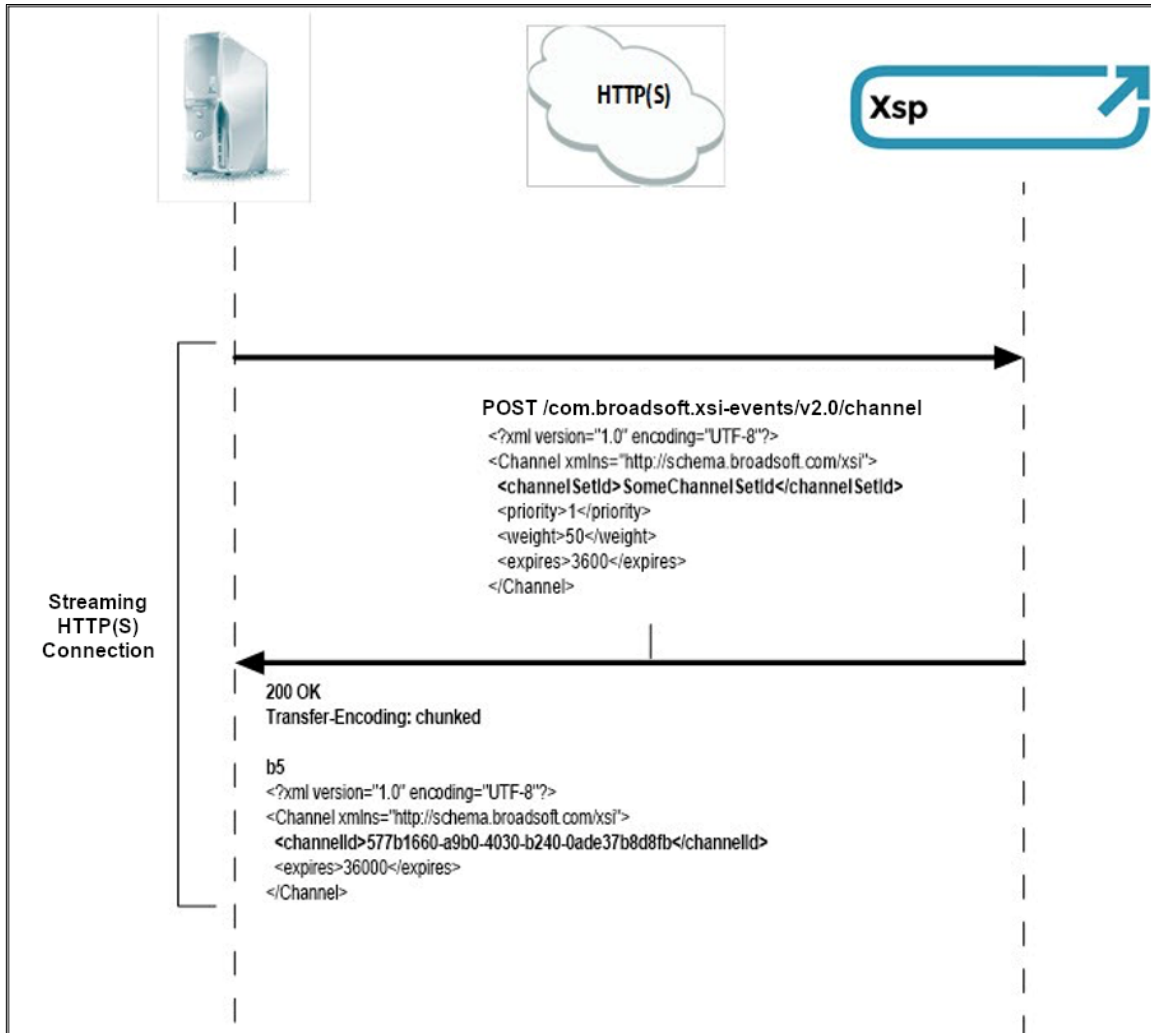 HTTP(S)
Xsp
POST /com.broadsoft.xsi-events/v2.0/channel
<?xml version="1.0" encoding="UTF-8"?>
<Channel xmlns="http://schema.broadsoft.com/xsi">
<channelSetId>SomeChannelSetId</channelSetId>
<priority>1</priority>
<weight>50</weight>
<expires>3600</expires>
</Channel>
Streaming
HTTP(S)
Connection
200 OK
Transfer-Encoding: chunked
b5
<?xml version="1.0" encoding="UTF-8"?>
<Channel xmlns="http://schema.broadsoft.com/xsi">
<channelId>577b1660-a9b0-4030-b240-0ade37b8d8fb</channelId>
<expires>36000</expires>
</Channel>